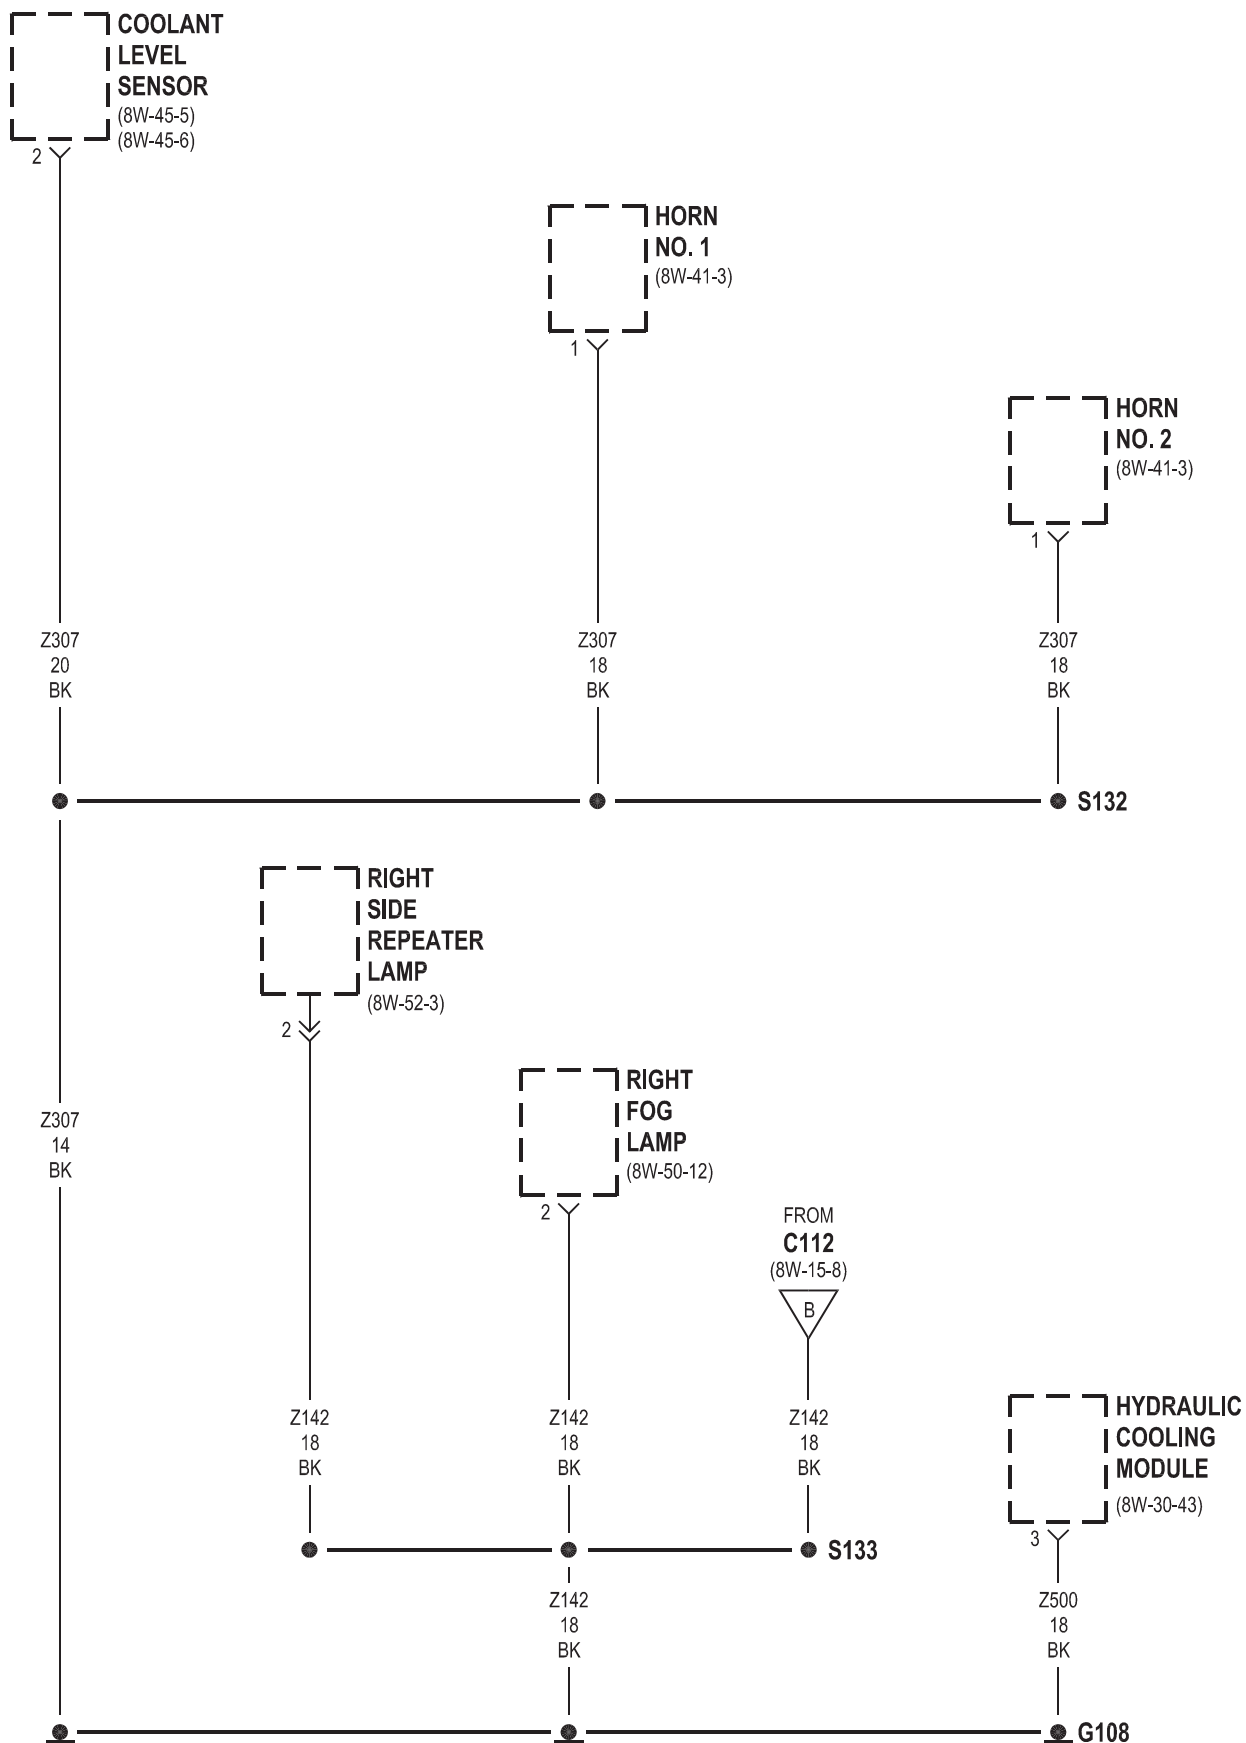 COOLANT
LEVEL
SENSOR
(8W-45-5)
(8W-45-6)
2
HORN
NO. 1
(8W-41-3)
1
HORN
NO. 2
(8W-41-3)
1
Z307
20
BK
Z307
18
BK
Z307
18
BK
S132
RIGHT
SIDE
REPEATER
LAMP
(8W-52-3)
2
RIGHT
FOG
LAMP
(8W-50-12)
2
Z307
14
BK
FROM
C112
(8W-15-8)
B
HYDRAULIC
COOLING
MODULE
(8W-30-43)
3
Z142
18
BK
Z142
18
BK
Z142
18
BK
S133
Z142
18
BK
Z500
18
BK
G108